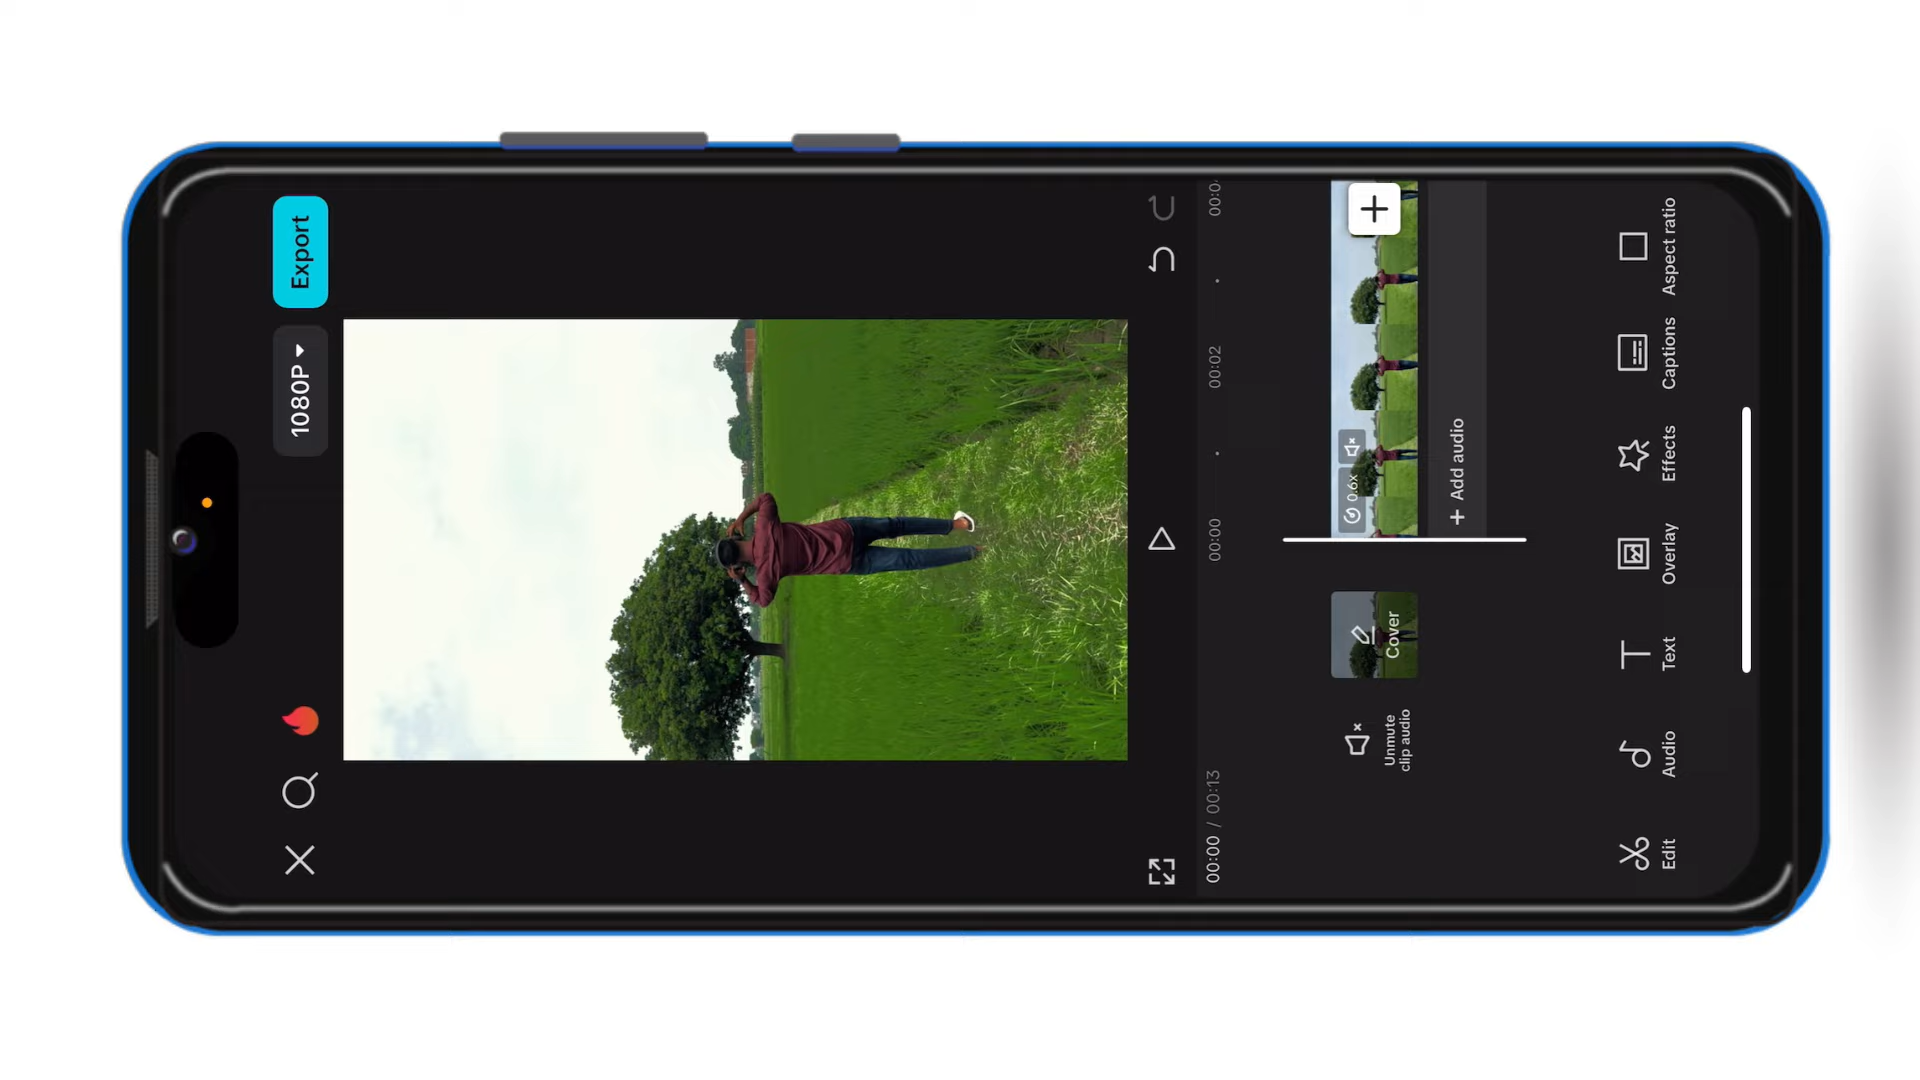 1080P
Export
00:00 / 00:13
00:00
00:02
0.6x
Unmute
clip audio
Cover
+ Add audio
Edit
Audio
Text
Overlay
Effects
Captions
Aspect ratio